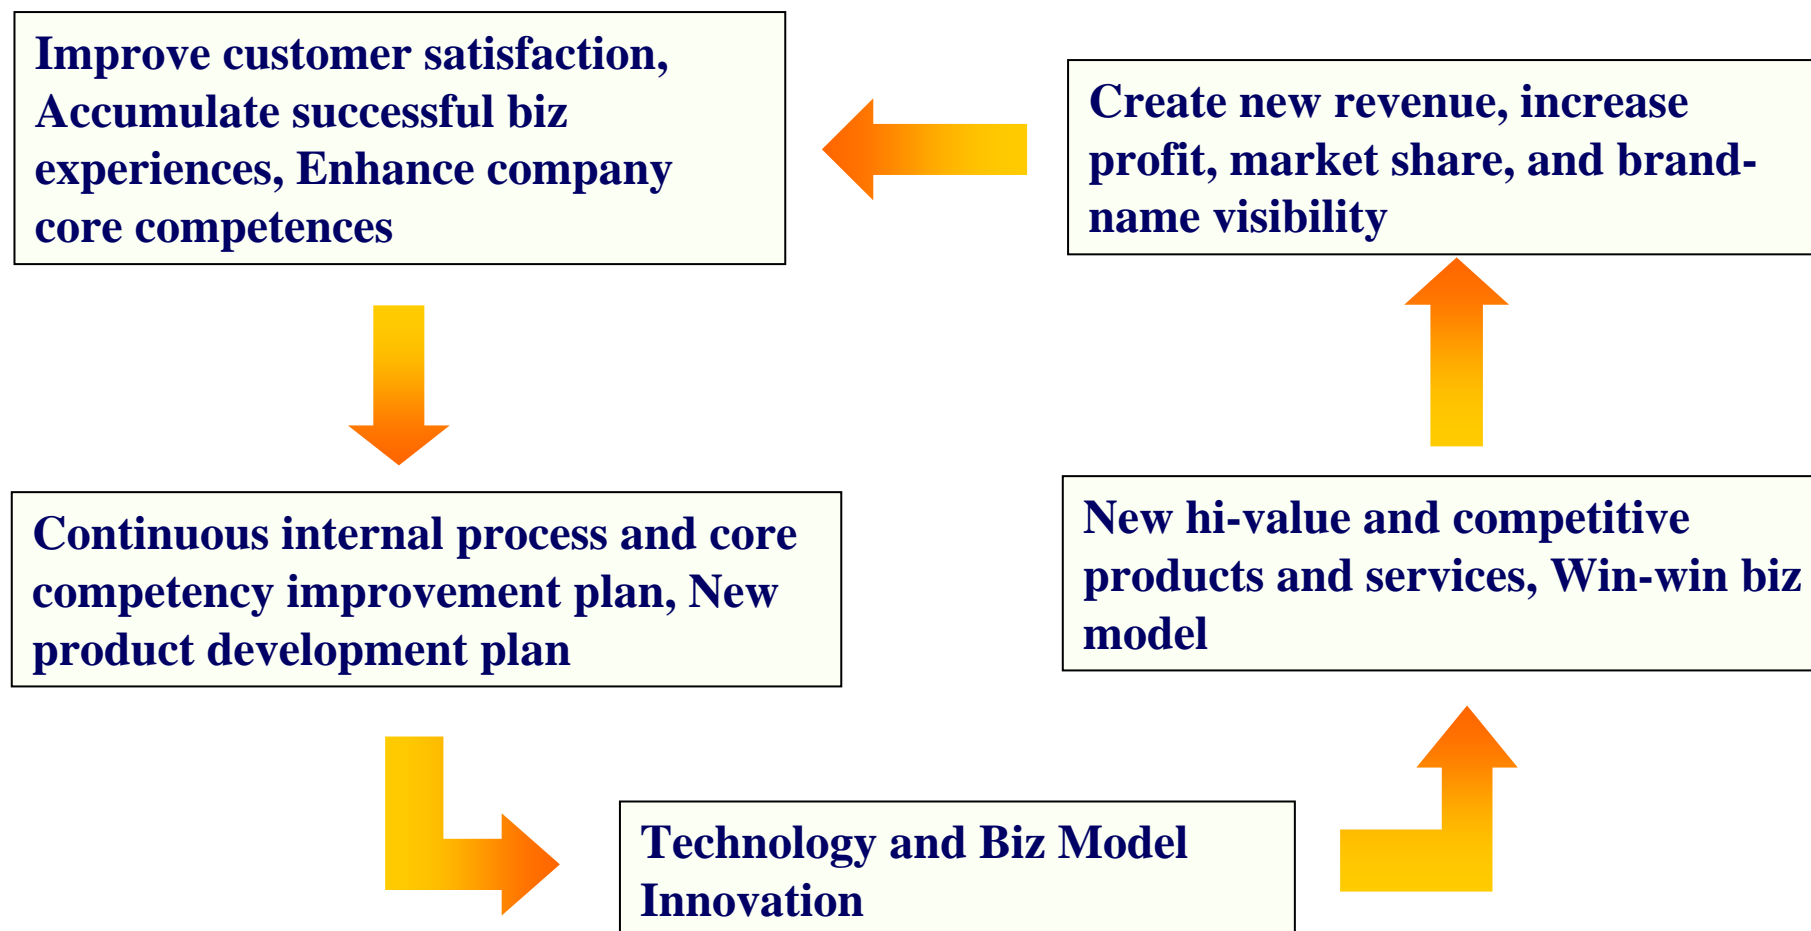 Improve customer satisfaction,
Accumulate successful biz
experiences, Enhance company
core competences
Create new revenue, increase
profit, market share, and brand-
name visibility
Continuous internal process and core
competency improvement plan, New
product development plan
New hi-value and competitive
products and services, Win-win biz
model
Technology and Biz Model
Innovation